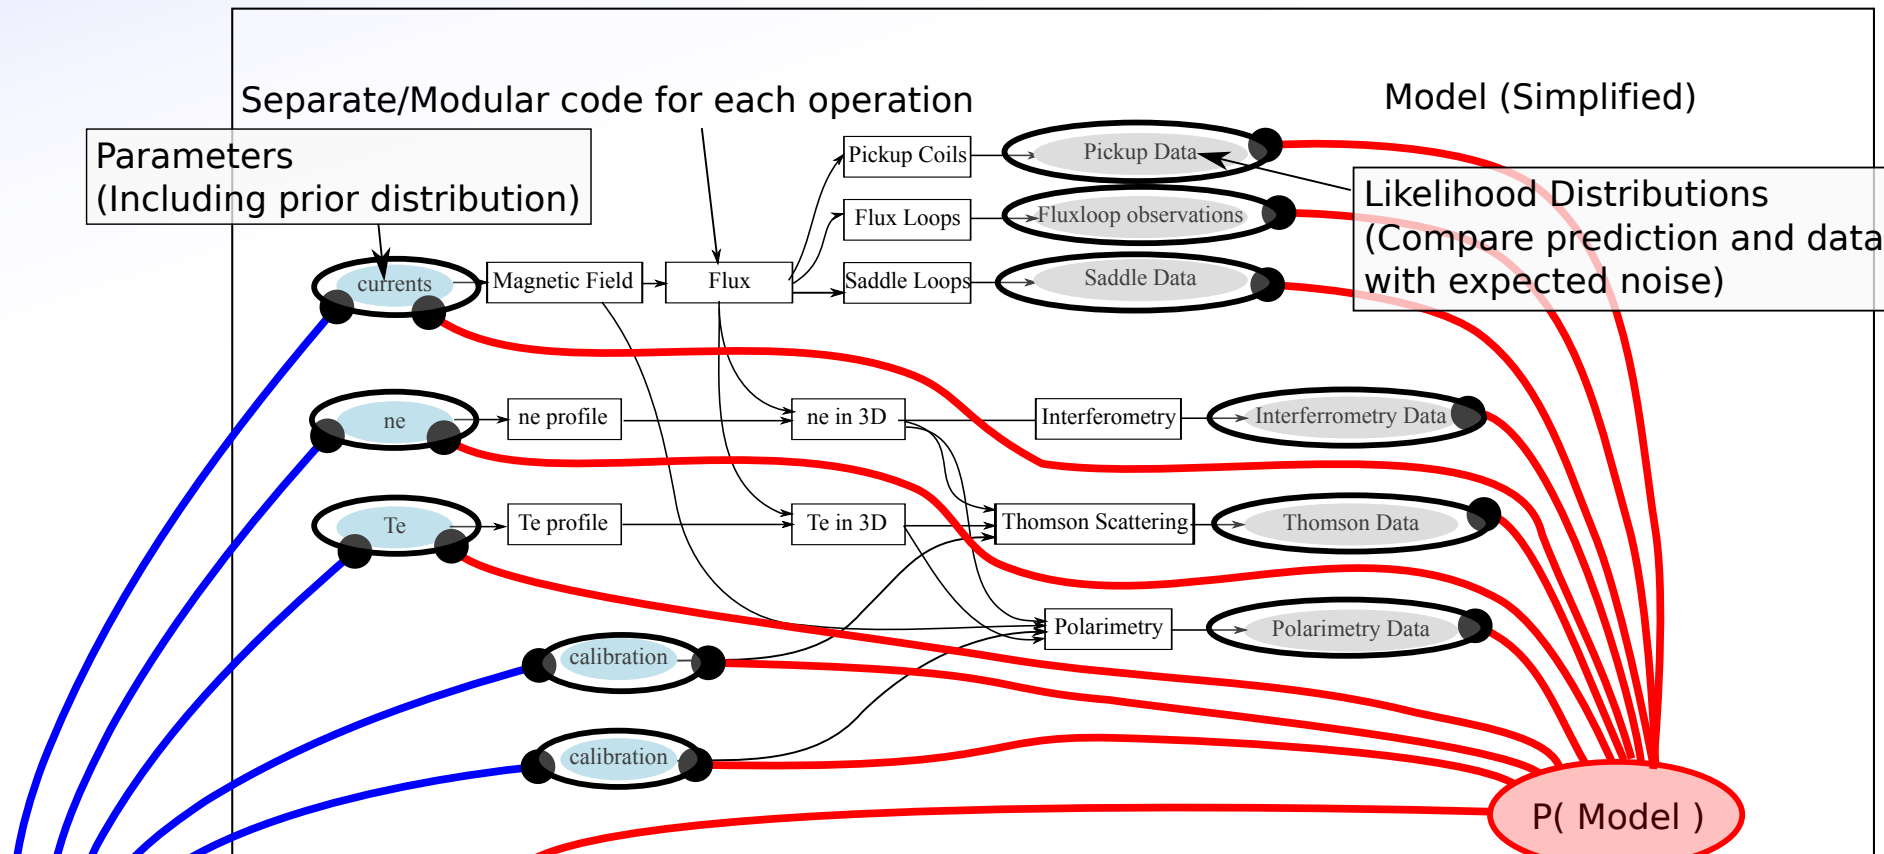 Separate/Modular code for each operation
Model (Simplified)
Parameters
(Including prior distribution)
Pickup Coils
Pickup Data
Likelihood Distributions
(Compare prediction and data
with expected noise)
Flux Loops
Fluxloop observations
currents
Magnetic Field
Flux
Saddle Loops
Saddle Data
ne
ne profile
ne in 3D
Interferometry
Interferrometry Data
Te
Te profile
Te in 3D
Thomson Scattering
Thomson Data
calibration
Polarimetry
Polarimetry Data
calibration
P( Model )